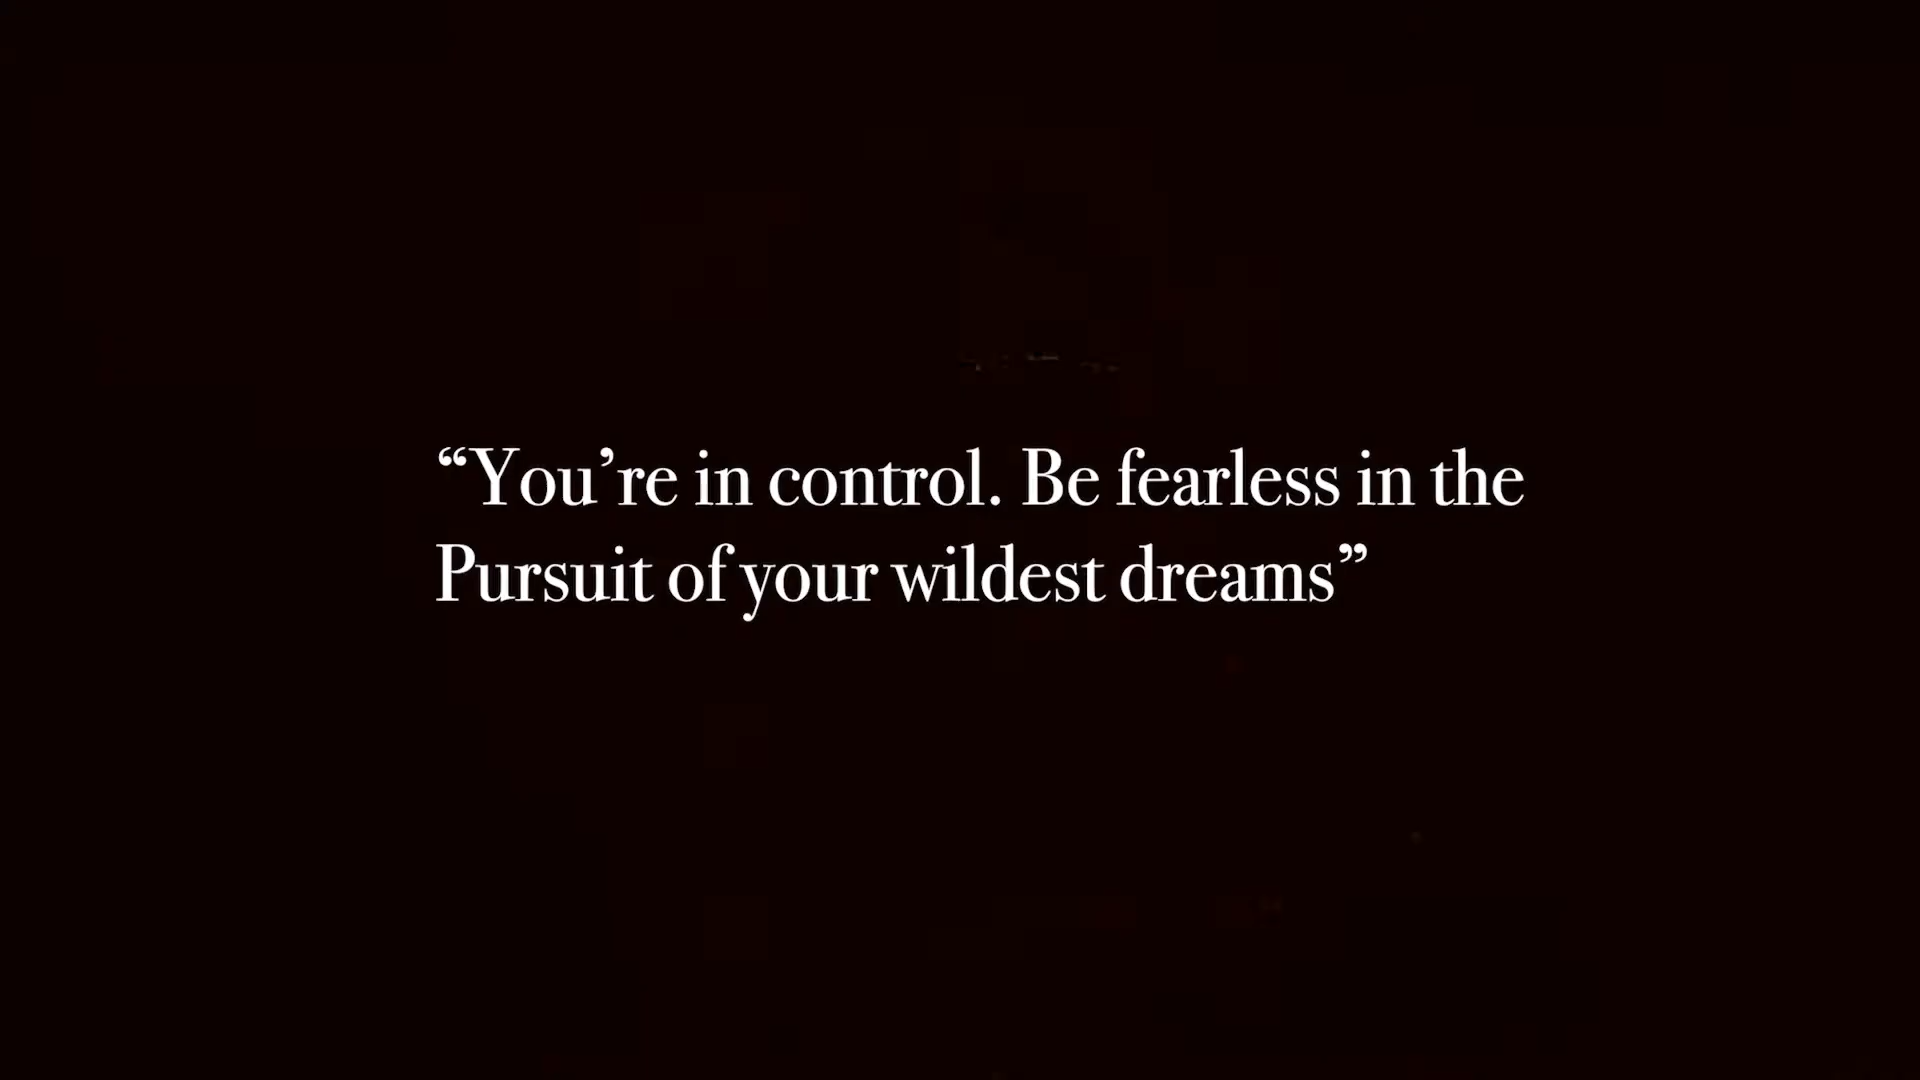 “You’re in control. Be fearless in the
Pursuit of your wildest dreams”